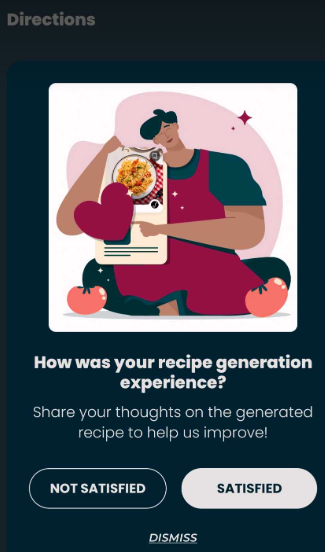 Directions
How was your recipe generation
experience?
Share your thoughts on the generated
recipe to help us improve!
NOT SATISFIED
SATISFIED
DISMISS